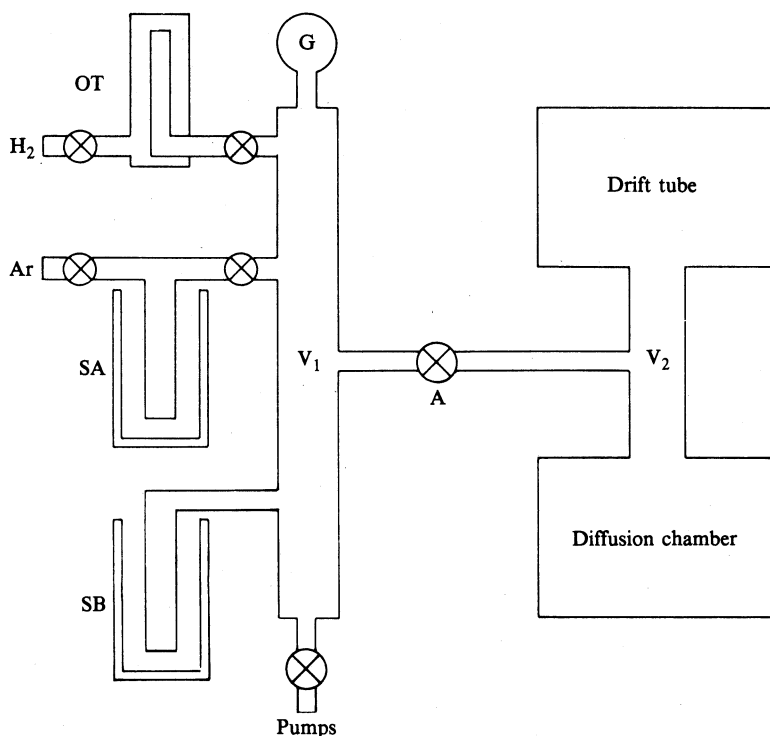 G
OT
H₂
Drift tube
Ar
SA
V₁
V₂
A
Diffusion chamber
SB
Pumps